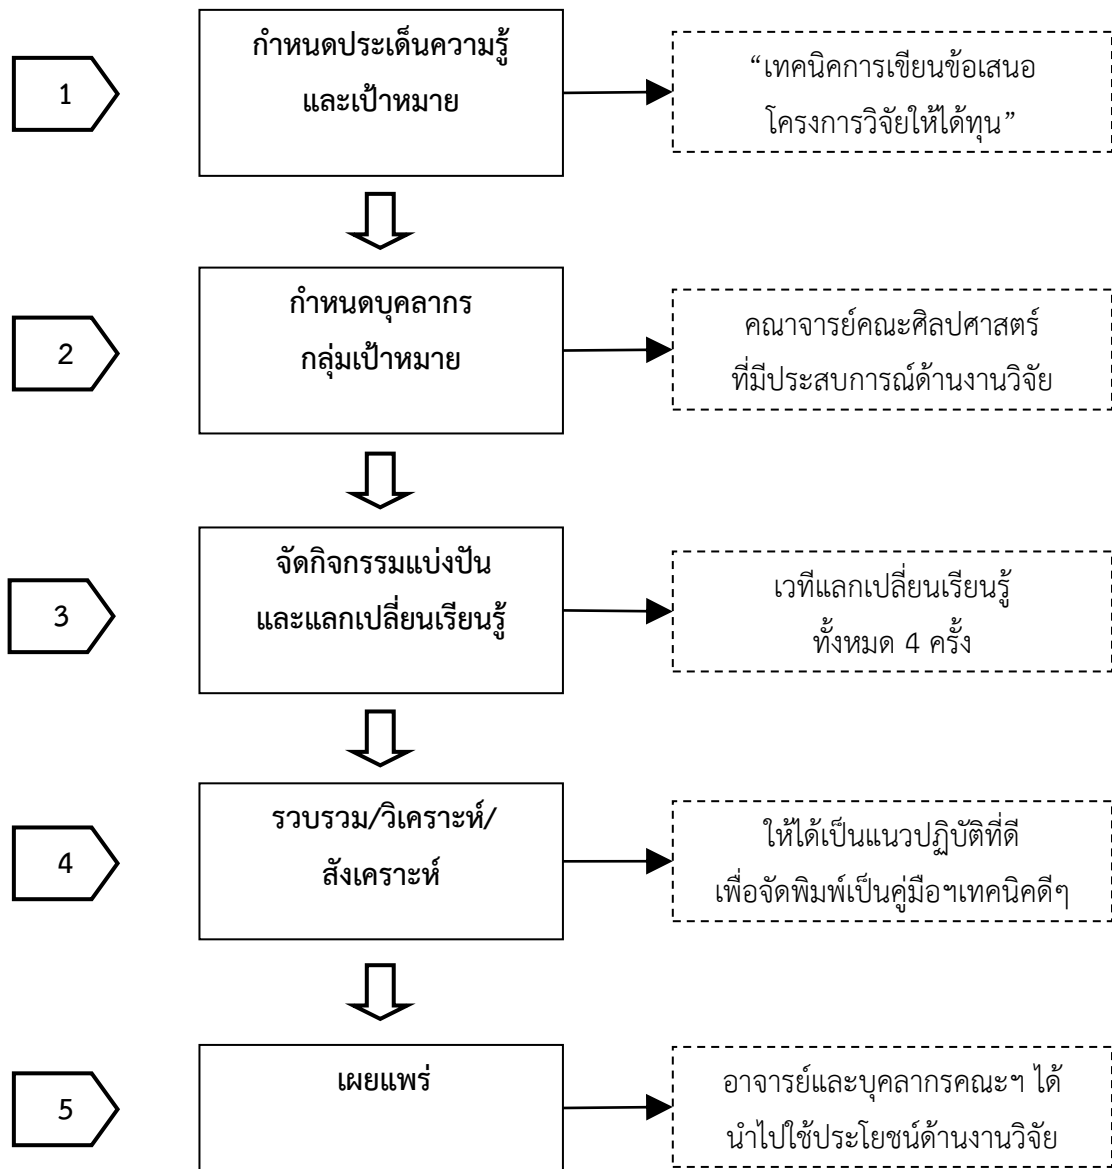 1
กำหนดประเด็นความรู้
และเป้าหมาย
“เทคนิคการเขียนข้อเสนอ
โครงการวิจัยให้ได้ทุน”
2
กำหนดบุคลากร
กลุ่มเป้าหมาย
คณาจารย์คณะศิลปศาสตร์
ที่มีประสบการณ์ด้านงานวิจัย
3
จัดกิจกรรมแบ่งปัน
และแลกเปลี่ยนเรียนรู้
เวทีแลกเปลี่ยนเรียนรู้
ทั้งหมด 4 ครั้ง
4
รวบรวม/วิเคราะห์/
สังเคราะห์
ให้ได้เป็นแนวปฏิบัติที่ดี
เพื่อจัดพิมพ์เป็นคู่มือฯเทคนิคดีๆ
5
เผยแพร่
อาจารย์และบุคลากรคณะฯ ได้
นำไปใช้ประโยชน์ด้านงานวิจัย